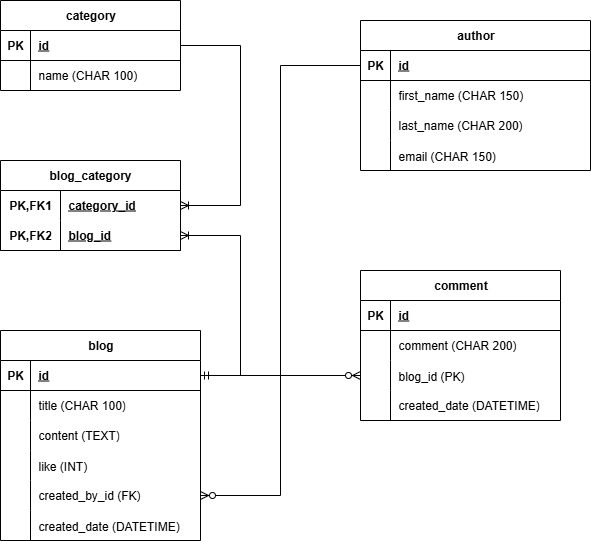 category
PK id
name (CHAR 100)
author
PK id
first_name (CHAR 150)
last_name (CHAR 200)
email (CHAR 150)
blog_category
PK,FK1 category_id
PK,FK2 blog_id
comment
PK id
comment (CHAR 200)
blog_id (PK)
created_date (DATETIME)
blog
PK id
title (CHAR 100)
content (TEXT)
like (INT)
created_by_id (FK)
created_date (DATETIME)